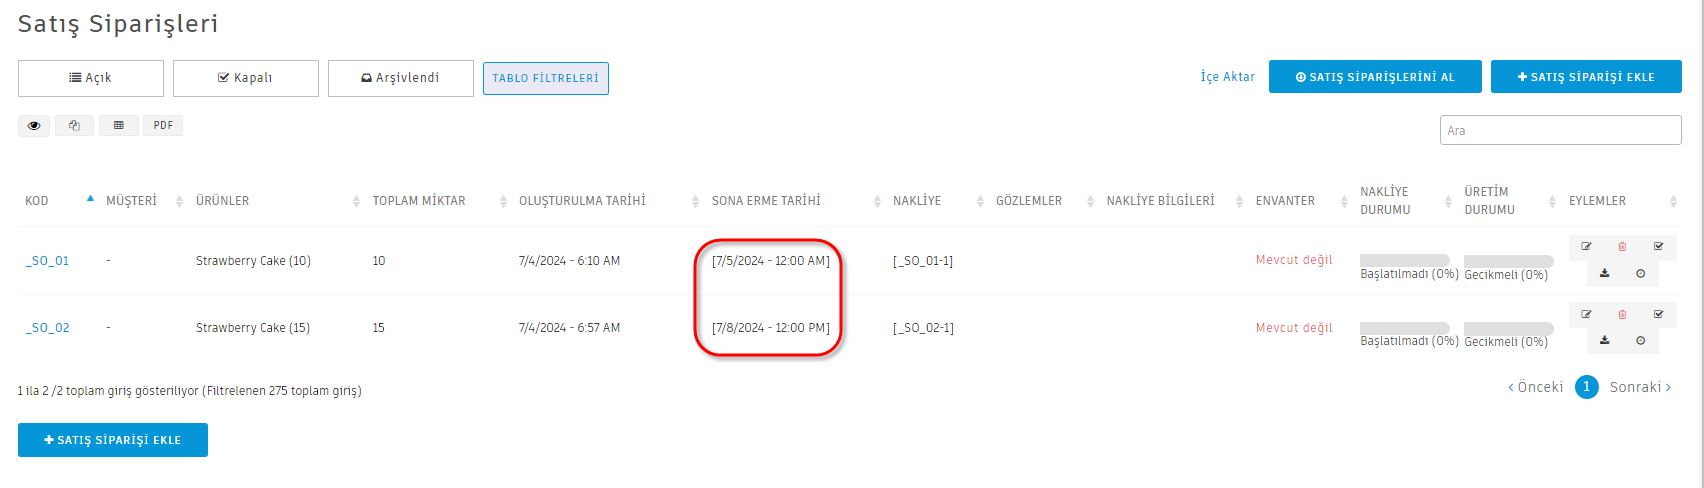 Satış Siparişleri
Açık Kapalı Arşivlendi TABLO FİLTRELERİ İçe Aktar SATIŞ SİPARİŞLERİNİ AL SATIŞ SİPARİŞİ EKLE
PDF Ara
KOD MÜŞTERİ ÜRÜNLER TOPLAM MİKTAR OLUŞTURULMA TARİHİ SONA ERME TARİHİ NAKLİYE GÖZLEMLER NAKLİYE BİLGİLERİ ENVANTER NAKLİYE DURUMU ÜRETİM DURUMU EYLEMLER
_SO_01 - Strawberry Cake (10) 10 7/4/2024 - 6:10 AM [7/5/2024 - 12:00 AM] [_SO_01-1] Mevcut değil Başlatılmadı (0%) Gecikmeli (0%)
_SO_02 - Strawberry Cake (15) 15 7/4/2024 - 6:57 AM [7/8/2024 - 12:00 PM] [_SO_02-1] Mevcut değil Başlatılmadı (0%) Gecikmeli (0%)
1 ila 2 /2 toplam giriş gösteriliyor (Filtrelenen 275 toplam giriş) Önceki 1 Sonraki
SATIŞ SİPARİŞİ EKLE